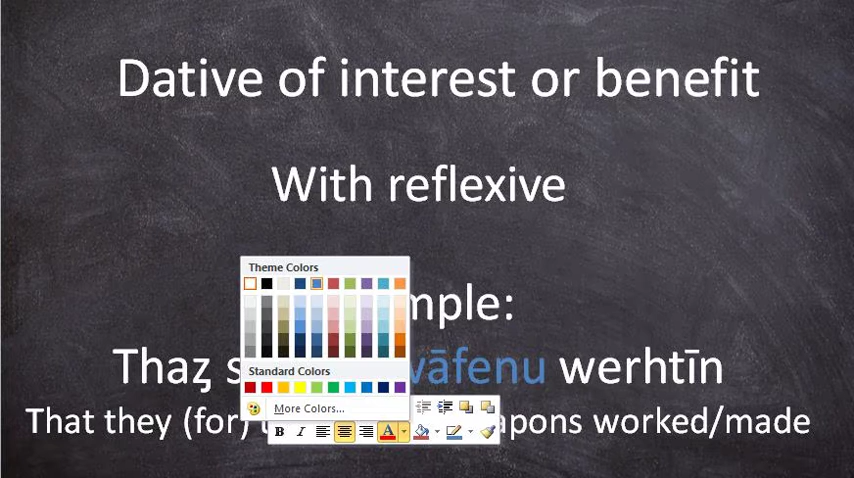 Dative of interest or benefit
With reflexive
Theme Colors
mple:
Thaꝫ s wāfenu werhtīn
Standard Colors
More Colors...
That they (for) t apons worked/made
B I A